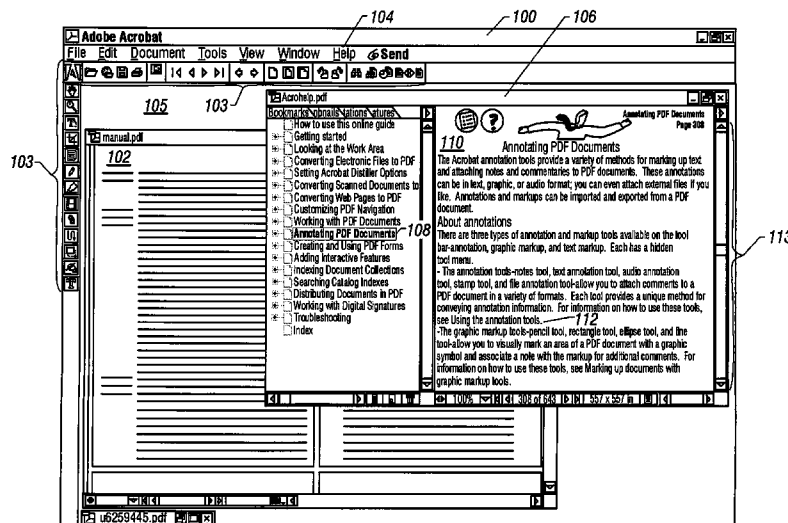 104
100
106
Adobe Acrobat
File Edit Document Tools View Window Help Send
103
105
103
manual.pdf
102
Acrohelp.pdf
Bookmarks
How to use this online guide
Getting started
Looking at the Work Area
Converting Electronic Files to PDF
Setting Acrobat Distiller Options
Converting Scanned Documents to
Converting Web Pages to PDF
Customizing PDF Navigation
Working with PDF Documents
Annotating PDF Documents
108
Creating and Using PDF Forms
Adding Interactive Features
Indexing Document Collections
Searching Catalog Indexes
Distributing Documents in PDF
Working with Digital Signatures
Troubleshooting
Index
Annotating PDF Documents
Page 308
110
Annotating PDF Documents
The Acrobat annotation tools provide a variety of methods for marking up text
and attaching notes and commentaries to PDF documents. These annotations
can be in text, graphic, or audio format; you can even attach external files if you
like. Annotations and markups can be imported and exported from a PDF
document.
About annotations
There are three types of annotation and markup tools available on the tool
bar-annotation, graphic markup, and text markup. Each has a hidden
tool menu.
- The annotation tools-notes tool, text annotation tool, audio annotation
tool, stamp tool, and file annotation tool-allow you to attach comments to a
PDF document in a variety of formats. Each tool provides a unique method for
conveying annotation information. For information on how to use these tools,
see Using the annotation tools.
112
-The graphic markup tools-pencil tool, rectangle tool, ellipse tool, and line
tool-allow you to visually mark an area of a PDF document with a graphic
symbol and associate a note with the markup for additional comments. For
information on how to use these tools, see Marking up documents with
graphic markup tools.
113
100% 308 of 643 557 x 557 in
u6259445.pdf